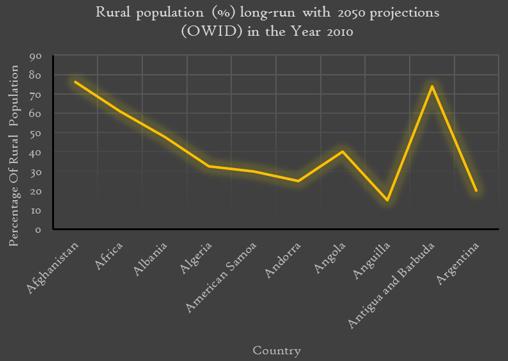 Rural population (%) long-run with 2050 projections
(OWID) in the Year 2010
Percentage Of Rural Population
90
80
70
60
50
40
30
20
10
0
Afghanistan
Africa
Albania
Algeria
American Samoa
Andorra
Angola
Anguilla
Antigua and Barbuda
Argentina
Country